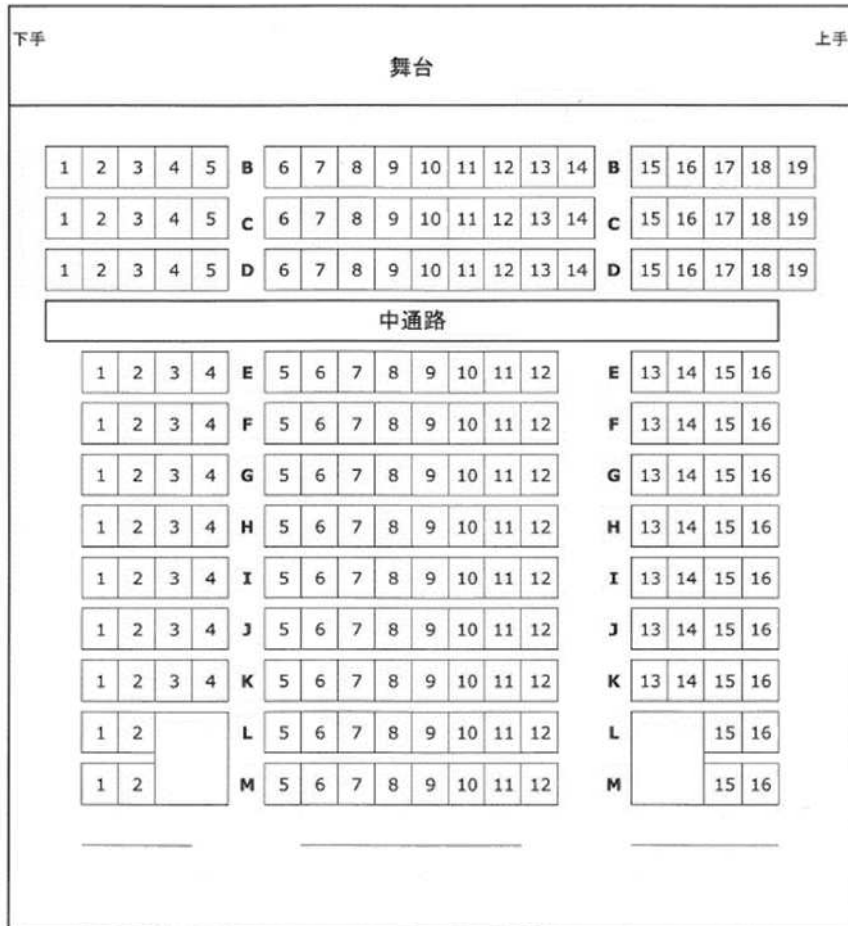 下手 上手
舞台
1 2 3 4 5 B 6 7 8 9 10 11 12 13 14 B 15 16 17 18 19
1 2 3 4 5 C 6 7 8 9 10 11 12 13 14 C 15 16 17 18 19
1 2 3 4 5 D 6 7 8 9 10 11 12 13 14 D 15 16 17 18 19
中通路
1 2 3 4 E 5 6 7 8 9 10 11 12 E 13 14 15 16
1 2 3 4 F 5 6 7 8 9 10 11 12 F 13 14 15 16
1 2 3 4 G 5 6 7 8 9 10 11 12 G 13 14 15 16
1 2 3 4 H 5 6 7 8 9 10 11 12 H 13 14 15 16
1 2 3 4 I 5 6 7 8 9 10 11 12 I 13 14 15 16
1 2 3 4 J 5 6 7 8 9 10 11 12 J 13 14 15 16
1 2 3 4 K 5 6 7 8 9 10 11 12 K 13 14 15 16
1 2 L 5 6 7 8 9 10 11 12 L 15 16
1 2 M 5 6 7 8 9 10 11 12 M 15 16